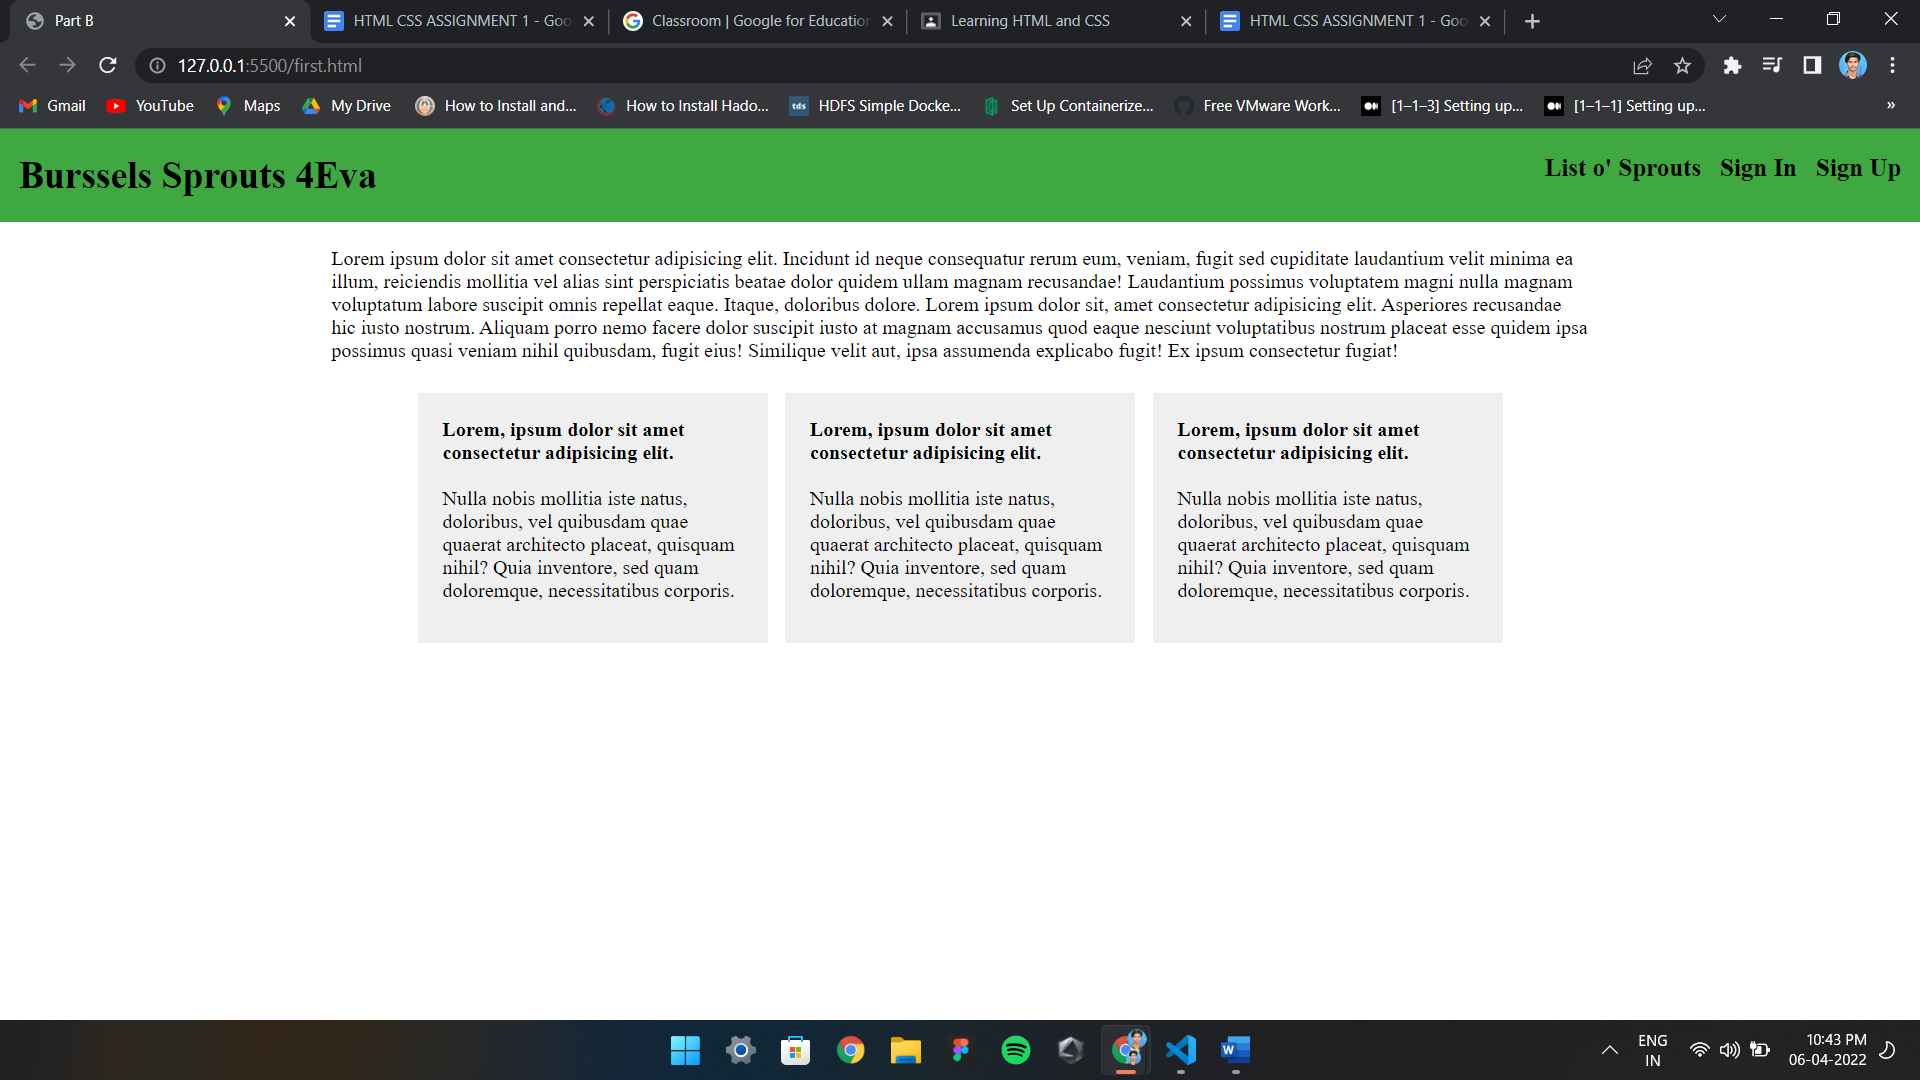 Part B
HTML CSS ASSIGNMENT 1 - Goo
Classroom | Google for Education
Learning HTML and CSS
HTML CSS ASSIGNMENT 1 - Goo
127.0.0.1:5500/first.html
Gmail
YouTube
Maps
My Drive
How to Install and...
How to Install Hado...
tds
HDFS Simple Docke...
Set Up Containerize...
Free VMware Work...
[1–1–3] Setting up...
[1–1–1] Setting up...
»
Burssels Sprouts 4Eva
List o' Sprouts
Sign In
Sign Up
Lorem ipsum dolor sit amet consectetur adipisicing elit. Incidunt id neque consequatur rerum eum, veniam, fugit sed cupiditate laudantium velit minima ea
illum, reiciendis mollitia vel alias sint perspiciatis beatae dolor quidem ullam magnam recusandae! Laudantium possimus voluptatem magni nulla magnam
voluptatum labore suscipit omnis repellat eaque. Itaque, doloribus dolore. Lorem ipsum dolor sit, amet consectetur adipisicing elit. Asperiores recusandae
hic iusto nostrum. Aliquam porro nemo facere dolor suscipit iusto at magnam accusamus quod eaque nesciunt voluptatibus nostrum placeat esse quidem ipsa
possimus quasi veniam nihil quibusdam, fugit eius! Similique velit aut, ipsa assumenda explicabo fugit! Ex ipsum consectetur fugiat!
Lorem, ipsum dolor sit amet
consectetur adipisicing elit.
Nulla nobis mollitia iste natus,
doloribus, vel quibusdam quae
quaerat architecto placeat, quisquam
nihil? Quia inventore, sed quam
doloremque, necessitatibus corporis.
Lorem, ipsum dolor sit amet
consectetur adipisicing elit.
Nulla nobis mollitia iste natus,
doloribus, vel quibusdam quae
quaerat architecto placeat, quisquam
nihil? Quia inventore, sed quam
doloremque, necessitatibus corporis.
Lorem, ipsum dolor sit amet
consectetur adipisicing elit.
Nulla nobis mollitia iste natus,
doloribus, vel quibusdam quae
quaerat architecto placeat, quisquam
nihil? Quia inventore, sed quam
doloremque, necessitatibus corporis.
W
ENG
IN
10:43 PM
06-04-2022